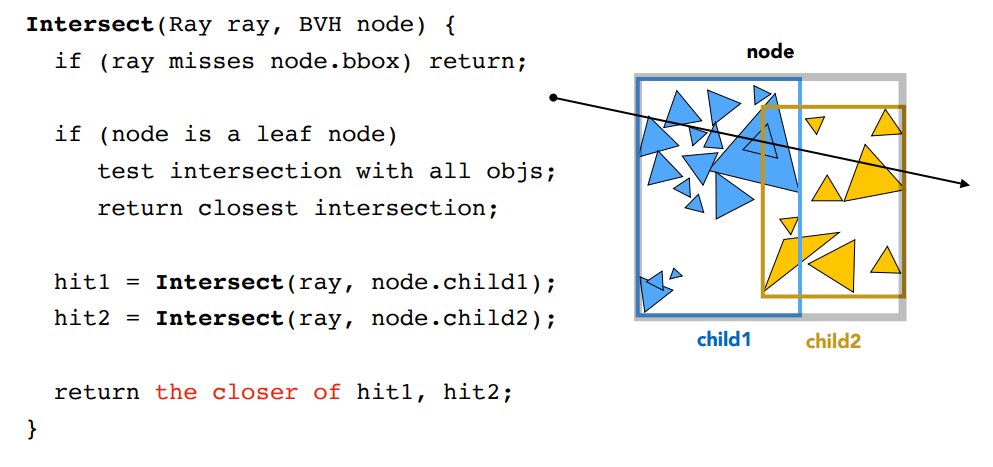 Intersect(Ray ray, BVH node) {
if (ray misses node.bbox) return;
if (node is a leaf node)
test intersection with all objs;
return closest intersection;
hit1 = Intersect(ray, node.child1);
hit2 = Intersect(ray, node.child2);
return the closer of hit1, hit2;
}
node
child1
child2